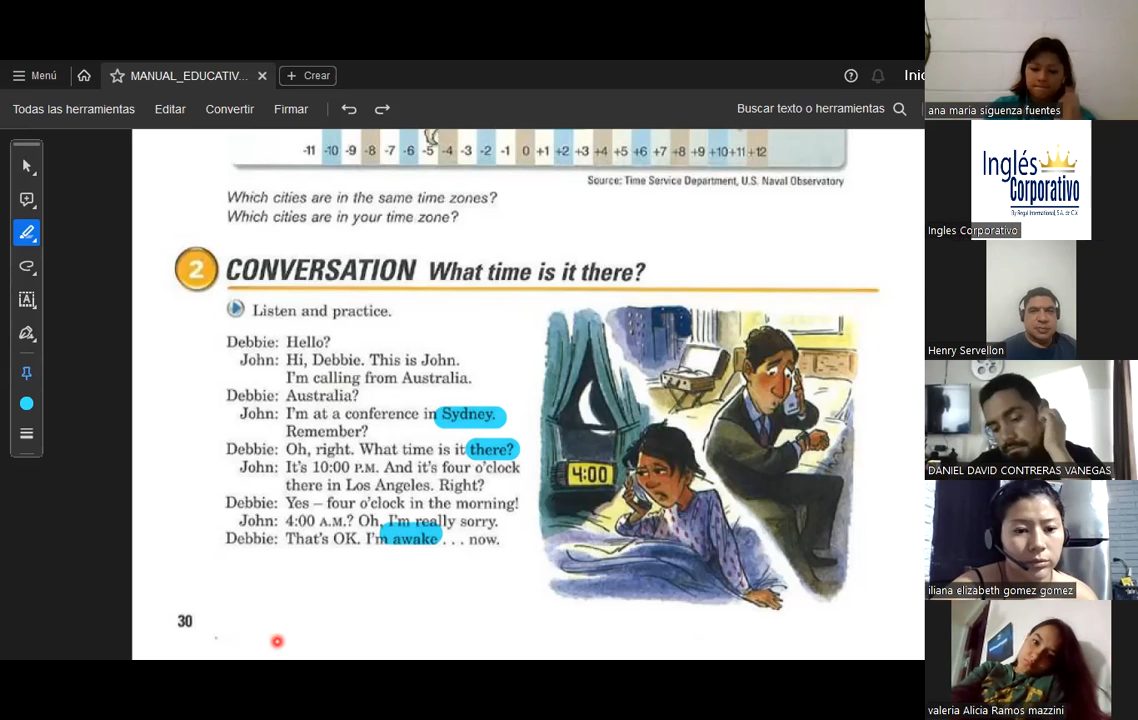 Menú
MANUAL_EDUCATIV...
Crear
Inic
Todas las herramientas
Editar
Convertir
Firmar
Buscar texto o herramientas
-11 -10 -9 -8 -7 -6 -5 -4 -3 -2 -1 0 +1 +2 +3 +4 +5 +6 +7 +8 +9 +10 +11 +12
Source: Time Service Department, U.S. Naval Observatory
Which cities are in the same time zones?
Which cities are in your time zone?
2 CONVERSATION What time is it there?
Listen and practice.
Debbie: Hello?
John: Hi, Debbie. This is John.
I'm calling from Australia.
Debbie: Australia?
John: I'm at a conference in Sydney.
Remember?
Debbie: Oh, right. What time is it there?
John: It's 10:00 P.M. And it's four o'clock
there in Los Angeles. Right?
Debbie: Yes – four o'clock in the morning!
John: 4:00 A.M.? Oh, I'm really sorry.
Debbie: That's OK. I'm awake . . . now.
4:00
30
ana maria siguenza fuentes
Inglés
Corporativo
By Regal International, S.A. de C.V.
Ingles Corporativo
Henry Servellon
DANIEL DAVID CONTRERAS VANEGAS
iliana elizabeth gomez gomez
valeria Alicia Ramos mazzini